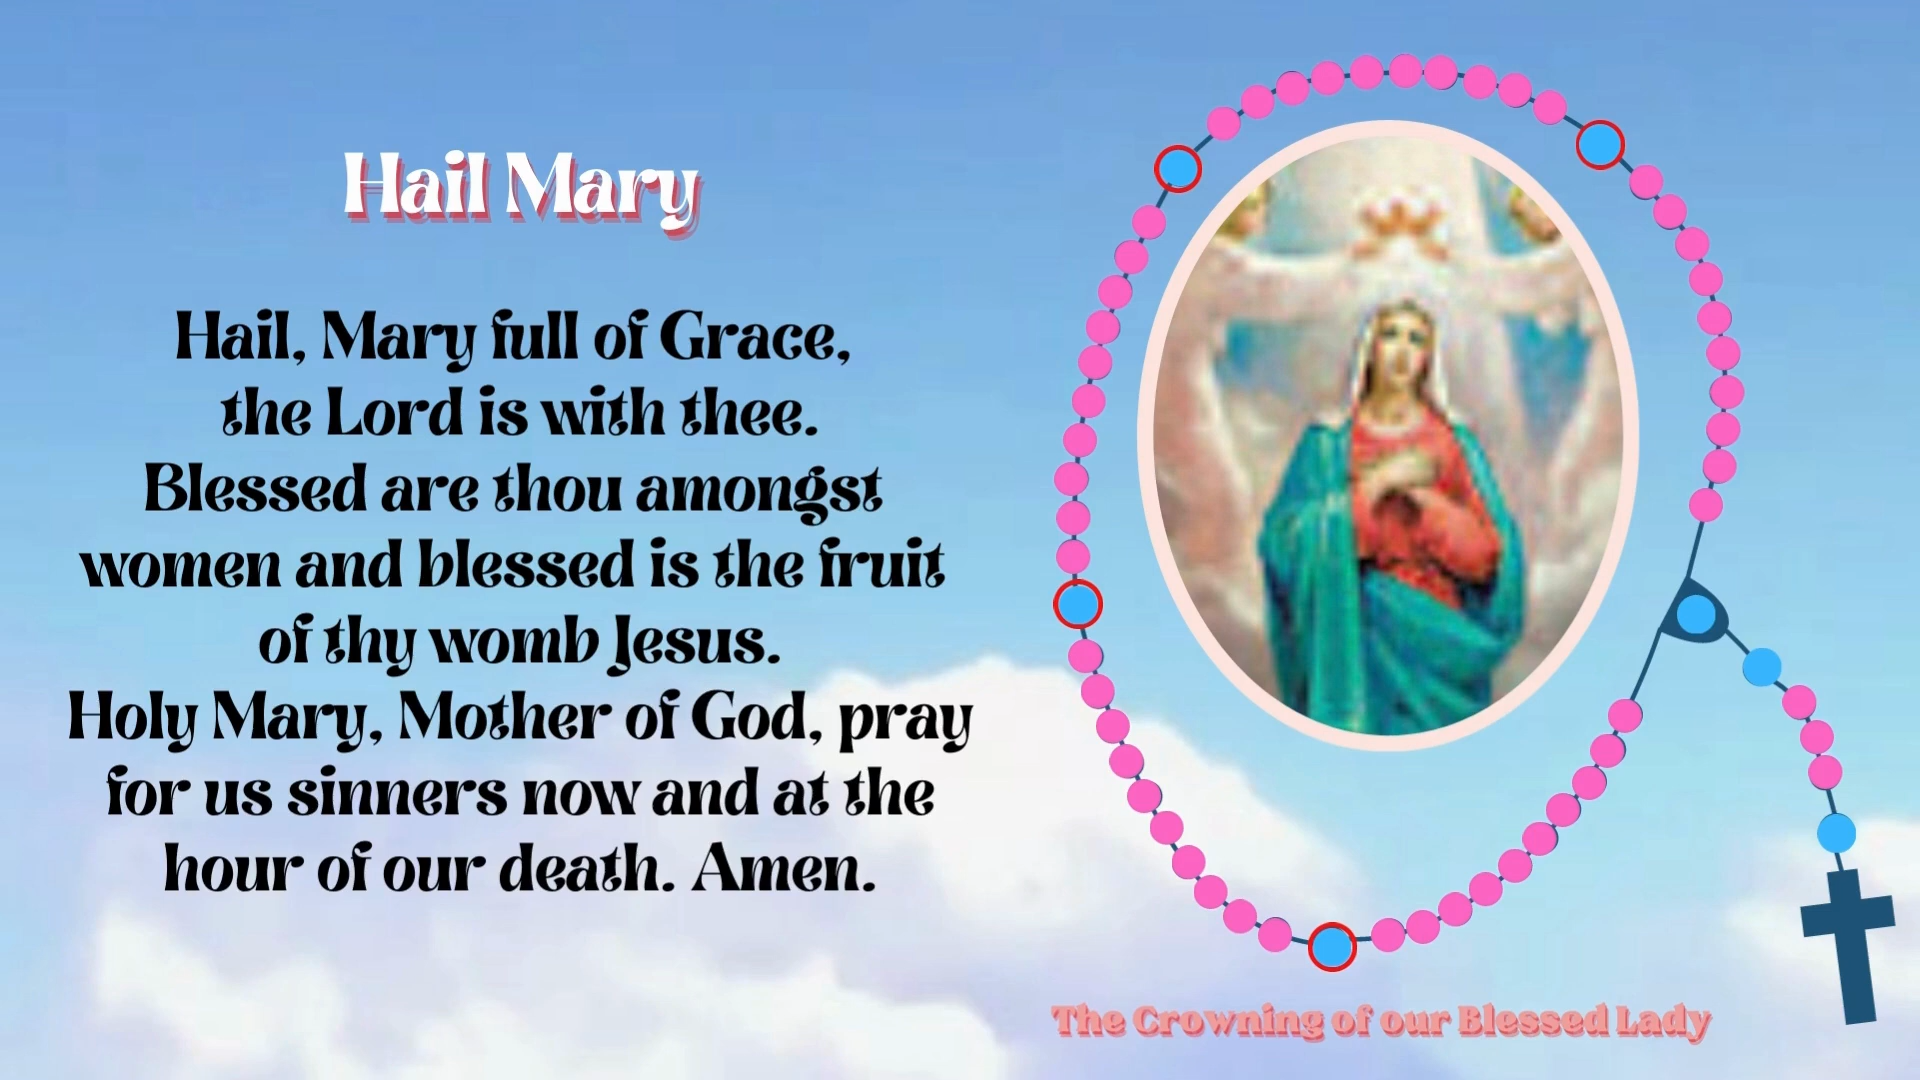 Hail Mary
Hail, Mary full of Grace,
the Lord is with thee.
Blessed are thou amongst
women and blessed is the fruit
of thy womb Jesus.
Holy Mary, Mother of God, pray
for us sinners now and at the
hour of our death. Amen.
The Crowning of our Blessed Lady